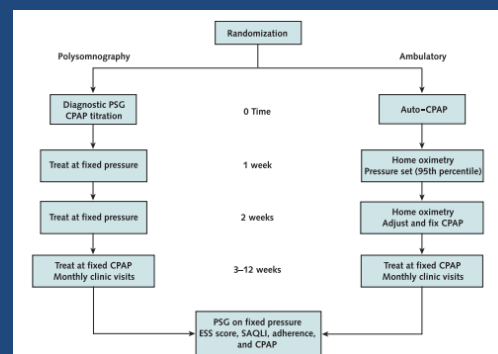 Randomization
Polysomnography
Ambulatory
Diagnostic PSG
CPAP titration
0 Time
Auto–CPAP
Treat at fixed pressure
1 week
Home oximetry
Pressure set (95th percentile)
Treat at fixed pressure
2 weeks
Home oximetry
Adjust and fix CPAP
Treat at fixed CPAP
Monthly clinic visits
3–12 weeks
Treat at fixed CPAP
Monthly clinic visits
PSG on fixed pressure
ESS score, SAQLI, adherence,
and CPAP